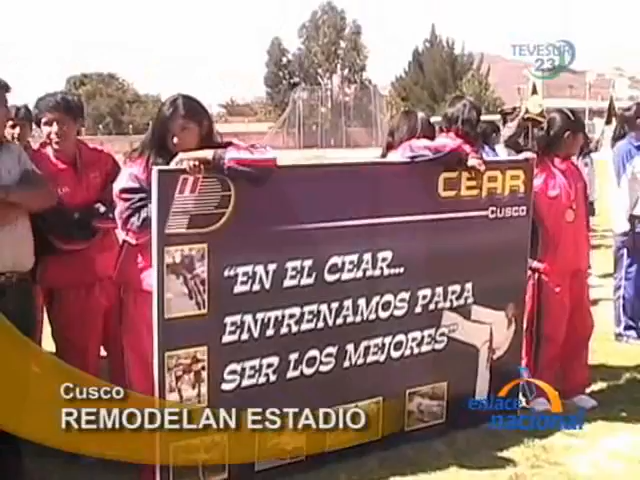 TEVESUR
23
CEAR
CUSCO
"EN EL CEAR...
ENTRENAMOS PARA
SER LOS MEJORES"
Cusco
REMODELAN ESTADIO
enlace
nacional